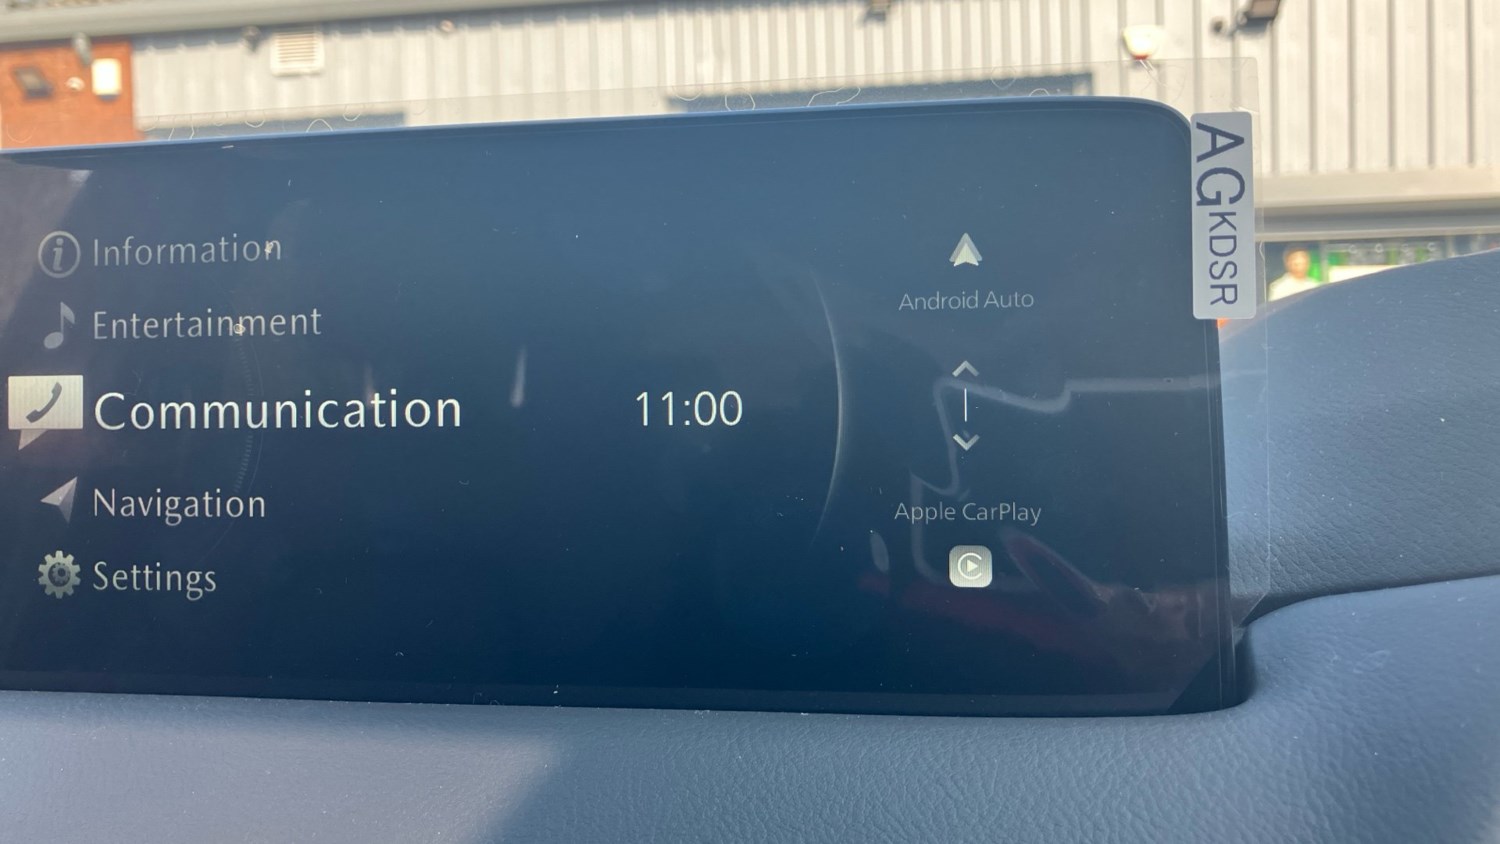 Information
Entertainment
Communication
Navigation
Settings
11:00
Android Auto
Apple CarPlay
AGKDSR